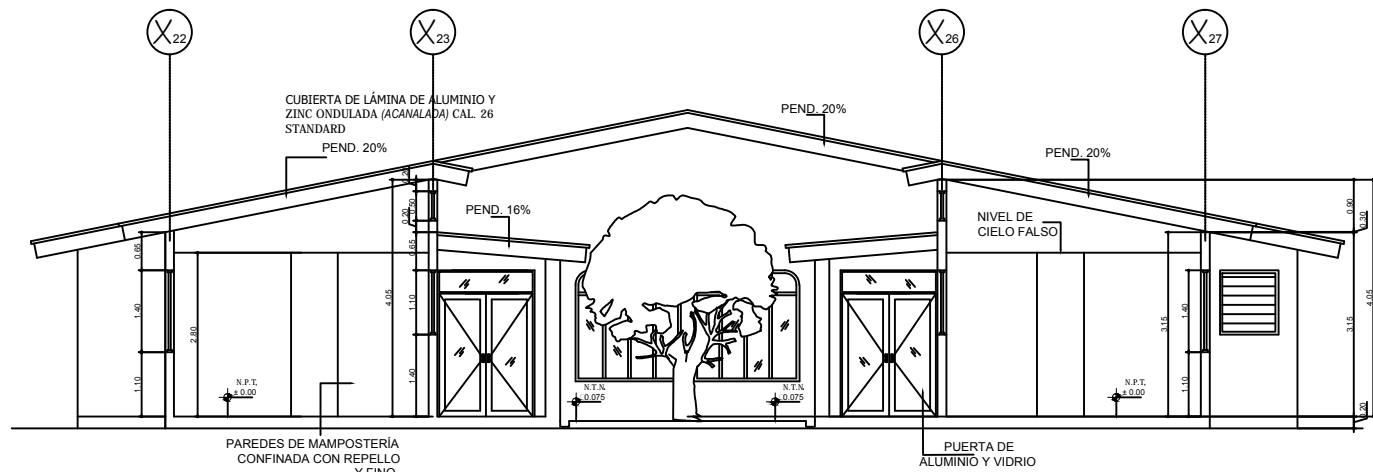 X22
X23
X26
X27
CUBIERTA DE LÁMINA DE ALUMINIO Y
ZINC ONDULADA (ACANALADA) CAL. 26
STANDARD
PEND. 20%
PEND. 20%
PEND. 20%
PEND. 16%
NIVEL DE
CIELO FALSO
0.20
0.50
0.20
0.65
1.10
1.40
4.05
0.65
1.40
1.10
2.80
0.90
0.30
4.05
3.15
0.20
3.15
1.40
1.10
N.P.T,
± 0.00
N.T.N.
0.075
N.T.N.
0.075
N.P.T,
± 0.00
PAREDES DE MAMPOSTERÍA
CONFINADA CON REPELLO
Y FINO
PUERTA DE
ALUMINIO Y VIDRIO